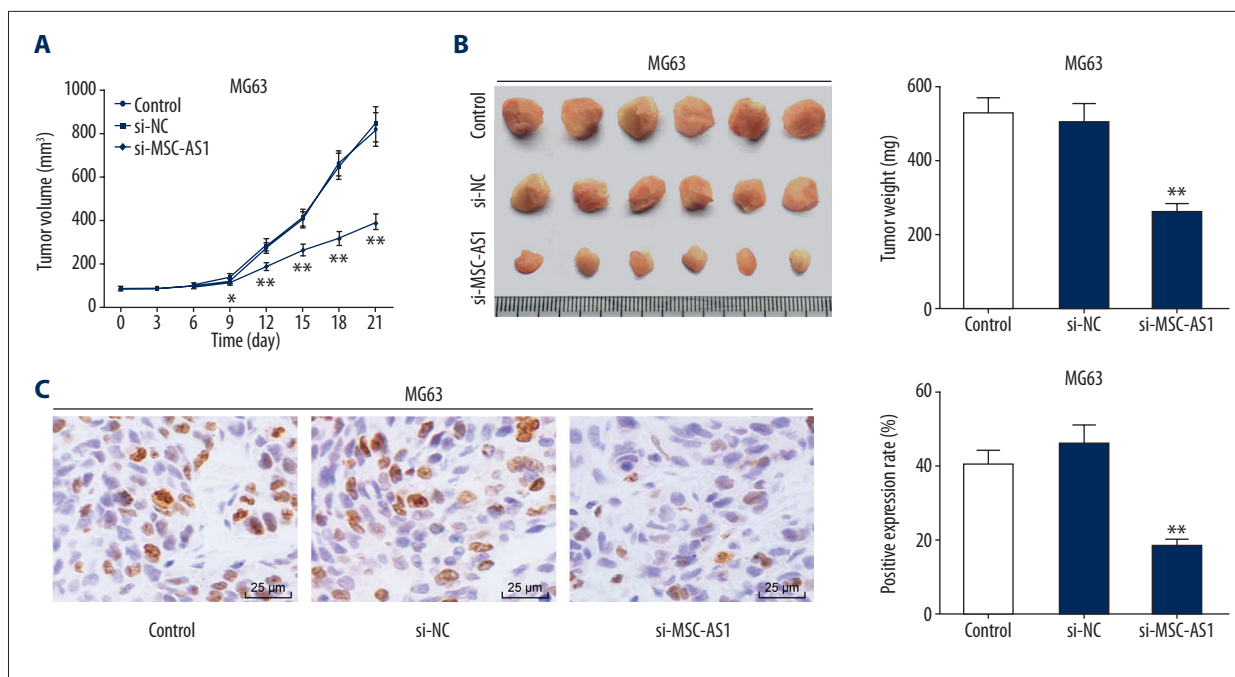 A
MG63
Tumor volume (mm³)
1000
800
600
400
200
0
Control
si-NC
si-MSC-AS1
*
**
**
**
**
0 3 6 9 12 15 18 21
Time (day)
B
MG63
Control
si-NC
si-MSC-AS1
MG63
Tumor weight (mg)
600
400
200
0
**
Control si-NC si-MSC-AS1
C
MG63
25 µm
25 µm
25 µm
Control si-NC si-MSC-AS1
MG63
Positive expression rate (%)
60
40
20
0
**
Control si-NC si-MSC-AS1